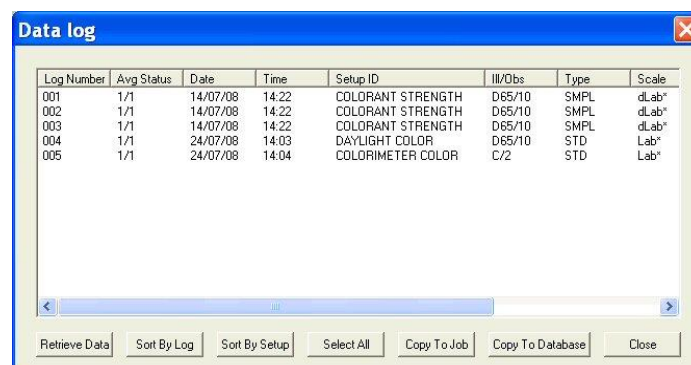 Data log
Log Number Avg Status Date Time Setup ID Ill/Obs Type Scale
001 1/1 14/07/08 14:22 COLORANT STRENGTH D65/10 SMPL dLab*
002 1/1 14/07/08 14:22 COLORANT STRENGTH D65/10 SMPL dLab*
003 1/1 14/07/08 14:22 COLORANT STRENGTH D65/10 SMPL dLab*
004 1/1 24/07/08 14:03 DAYLIGHT COLOR D65/10 STD Lab*
005 1/1 24/07/08 14:04 COLORIMETER COLOR C/2 STD Lab*
Retrieve Data Sort By Log Sort By Setup Select All Copy To Job Copy To Database Close